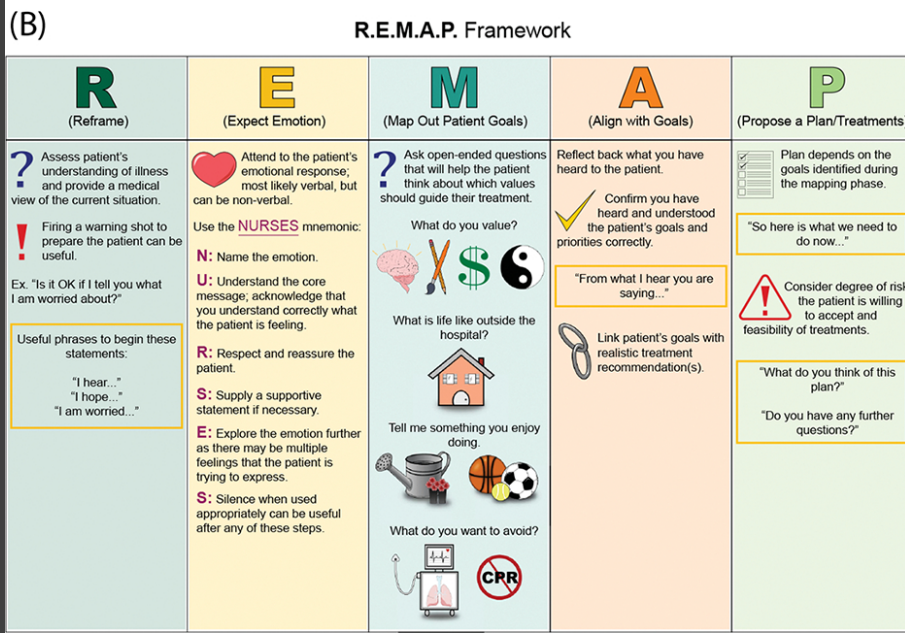 (B)
R.E.M.A.P. Framework
R
(Reframe)
? Assess patient's
understanding of illness
and provide a medical
view of the current situation.
! Firing a warning shot to
prepare the patient can be
useful.
Ex. "Is it OK if I tell you what
I am worried about?"
Useful phrases to begin these
statements:
"I hear..."
"I hope..."
"I am worried..."
E
(Expect Emotion)
Attend to the patient's
emotional response;
most likely verbal, but
can be non-verbal.
Use the NURSES mnemonic:
N: Name the emotion.
U: Understand the core
message; acknowledge that
you understand correctly what
the patient is feeling.
R: Respect and reassure the
patient.
S: Supply a supportive
statement if necessary.
E: Explore the emotion further
as there may be multiple
feelings that the patient is
trying to express.
S: Silence when used
appropriately can be useful
after any of these steps.
M
(Map Out Patient Goals)
? Ask open-ended questions
that will help the patient
think about which values
should guide their treatment.
What do you value?
$
What is life like outside the
hospital?
Tell me something you enjoy
doing.
What do you want to avoid?
CPR
A
(Align with Goals)
Reflect back what you have
heard to the patient.
Confirm you have
heard and understood
the patient's goals and
priorities correctly.
"From what I hear you are
saying..."
Link patient's goals with
realistic treatment
recommendation(s).
P
(Propose a Plan/Treatments)
Plan depends on the
goals identified during
the mapping phase.
"So here is what we need to
do now..."
! Consider degree of risk
the patient is willing
to accept and
feasibility of treatments.
"What do you think of this
plan?"
"Do you have any further
questions?"